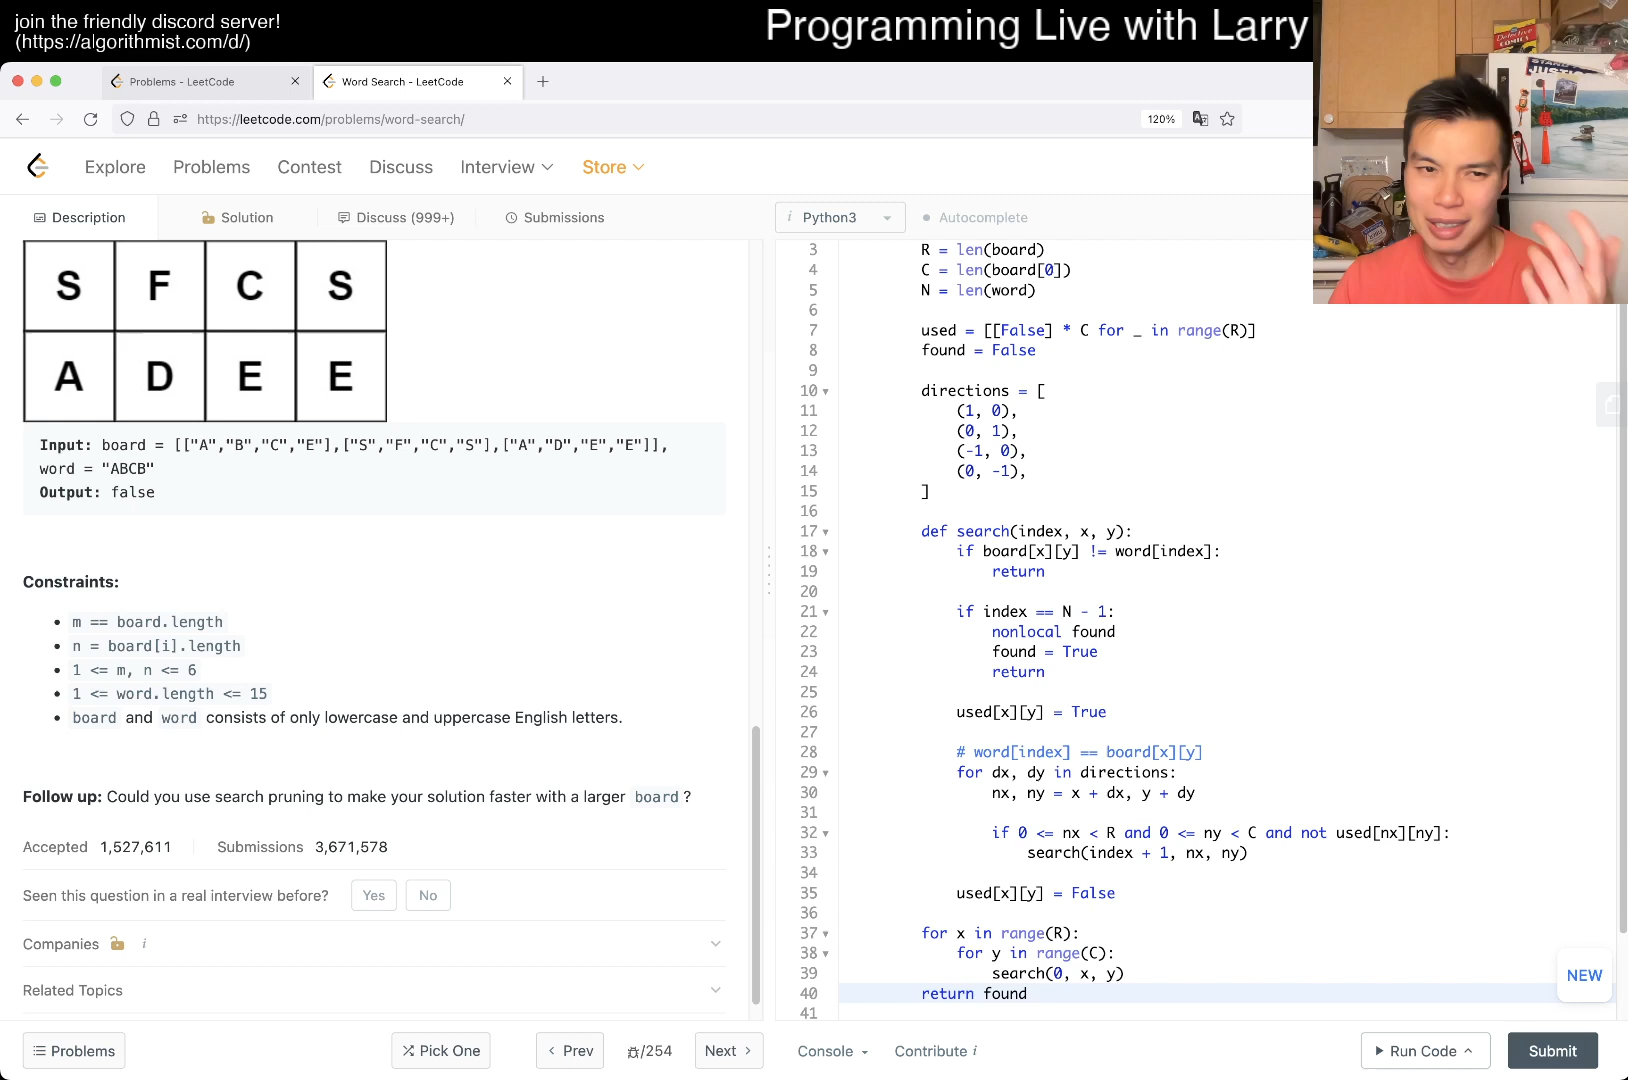 join the friendly discord server!
(https://algorithmist.com/d/)
Programming Live with Larry
Problems - LeetCode
Word Search - LeetCode
https://leetcode.com/problems/word-search/
120%
Explore
Problems
Contest
Discuss
Interview
Store
Description
Solution
Discuss (999+)
Submissions
i Python3
Autocomplete
S F C S
A D E E
Input: board = [["A","B","C","E"],["S","F","C","S"],["A","D","E","E"]],
word = "ABCB"
Output: false
Constraints:
• m == board.length
• n = board[i].length
• 1 <= m, n <= 6
• 1 <= word.length <= 15
• board and word consists of only lowercase and uppercase English letters.
Follow up: Could you use search pruning to make your solution faster with a larger board?
Accepted 1,527,611
Submissions 3,671,578
Seen this question in a real interview before?
Yes
No
Companies i
Related Topics
3 R = len(board)
4 C = len(board[0])
5 N = len(word)
6
7 used = [[False] * C for _ in range(R)]
8 found = False
9
10 directions = [
11 (1, 0),
12 (0, 1),
13 (-1, 0),
14 (0, -1),
15 ]
16
17 def search(index, x, y):
18 if board[x][y] != word[index]:
19 return
20
21 if index == N - 1:
22 nonlocal found
23 found = True
24 return
25
26 used[x][y] = True
27
28 # word[index] == board[x][y]
29 for dx, dy in directions:
30 nx, ny = x + dx, y + dy
31
32 if 0 <= nx < R and 0 <= ny < C and not used[nx][ny]:
33 search(index + 1, nx, ny)
34
35 used[x][y] = False
36
37 for x in range(R):
38 for y in range(C):
39 search(0, x, y)
40 return found
41
NEW
Problems
Pick One
Prev
/254
Next
Console
Contribute i
Run Code
Submit